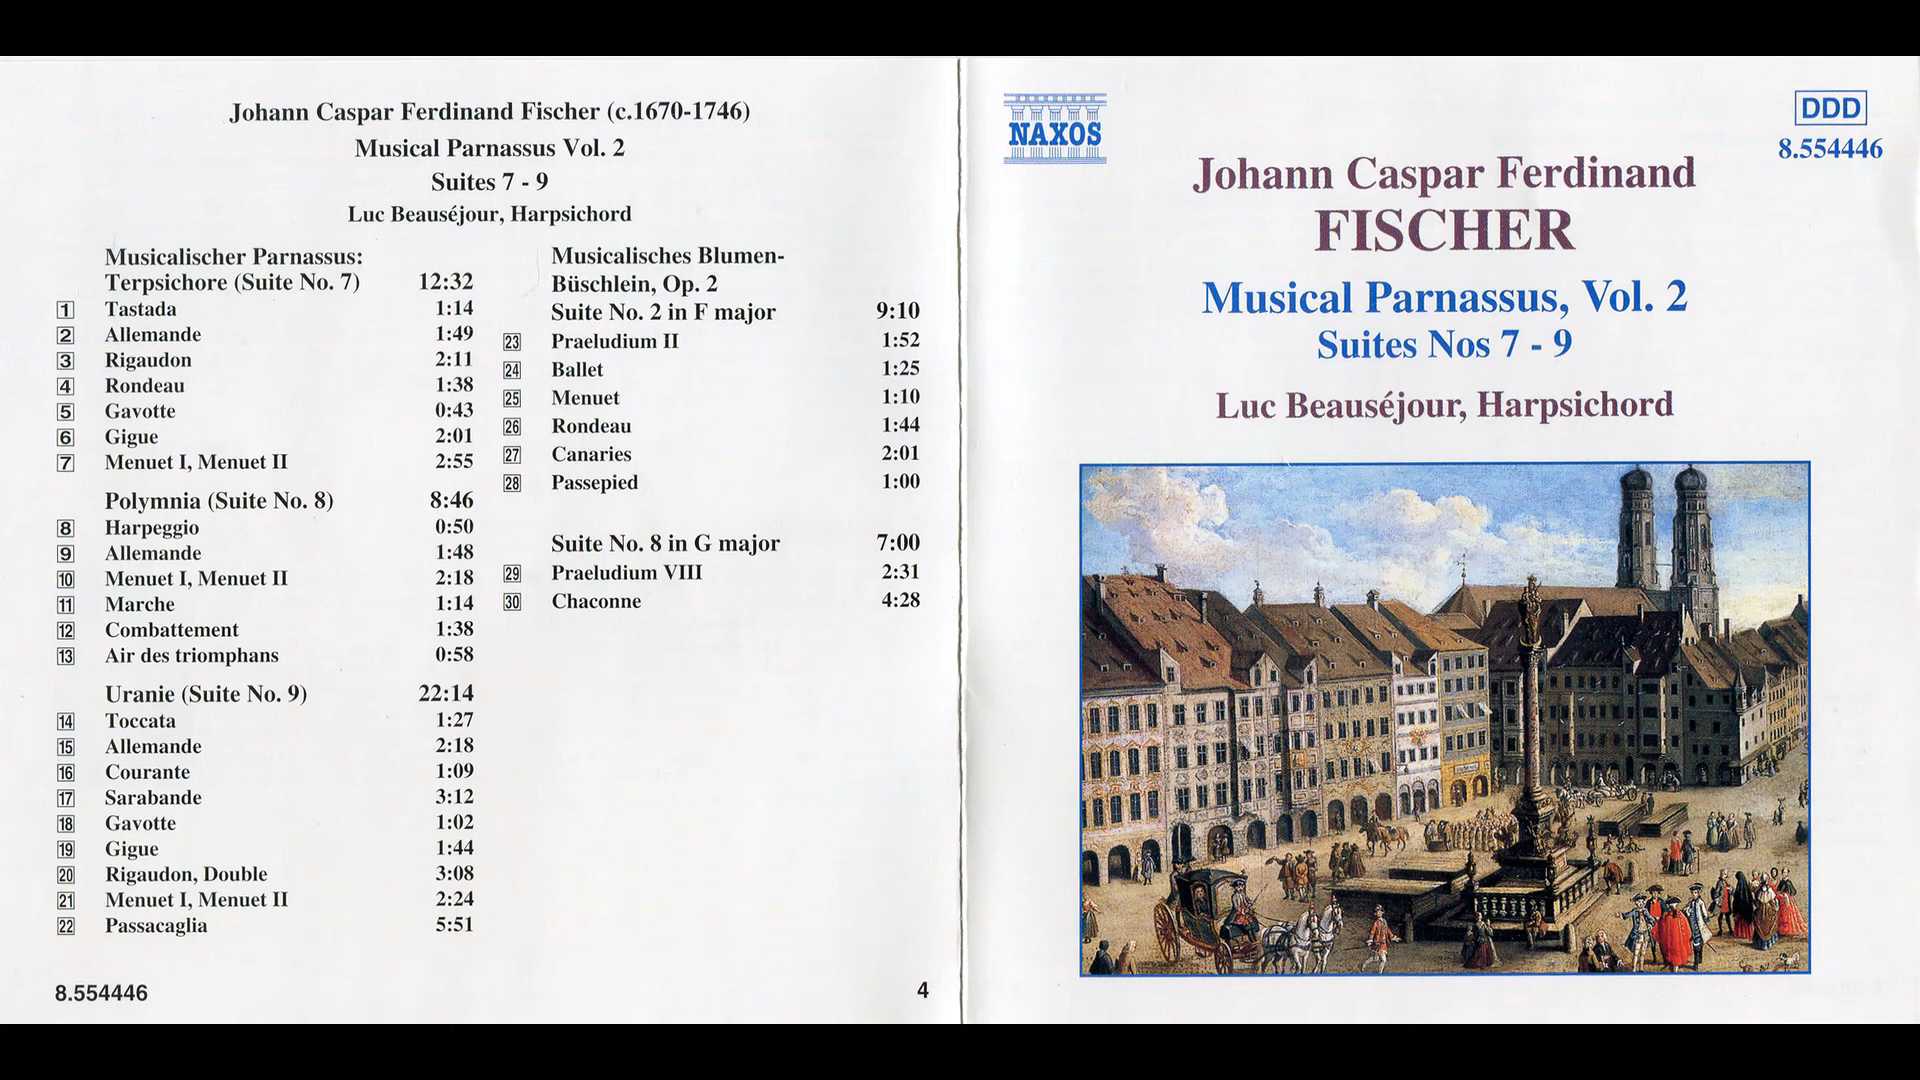 Johann Caspar Ferdinand Fischer (c.1670-1746)
Musical Parnassus Vol. 2
Suites 7 - 9
Luc Beauséjour, Harpsichord
Musicalischer Parnassus:
Terpsichore (Suite No. 7) 12:32
1 Tastada 1:14
2 Allemande 1:49
3 Rigaudon 2:11
4 Rondeau 1:38
5 Gavotte 0:43
6 Gigue 2:01
7 Menuet I, Menuet II 2:55
Polymnia (Suite No. 8) 8:46
8 Harpeggio 0:50
9 Allemande 1:48
10 Menuet I, Menuet II 2:18
11 Marche 1:14
12 Combattement 1:38
13 Air des triomphans 0:58
Uranie (Suite No. 9) 22:14
14 Toccata 1:27
15 Allemande 2:18
16 Courante 1:09
17 Sarabande 3:12
18 Gavotte 1:02
19 Gigue 1:44
20 Rigaudon, Double 3:08
21 Menuet I, Menuet II 2:24
22 Passacaglia 5:51
Musicalisches Blumen-
Büschlein, Op. 2
Suite No. 2 in F major 9:10
23 Praeludium II 1:52
24 Ballet 1:25
25 Menuet 1:10
26 Rondeau 1:44
27 Canaries 2:01
28 Passepied 1:00
Suite No. 8 in G major 7:00
29 Praeludium VIII 2:31
30 Chaconne 4:28
8.554446
4
NAXOS
DDD
8.554446
Johann Caspar Ferdinand
FISCHER
Musical Parnassus, Vol. 2
Suites Nos 7 - 9
Luc Beauséjour, Harpsichord